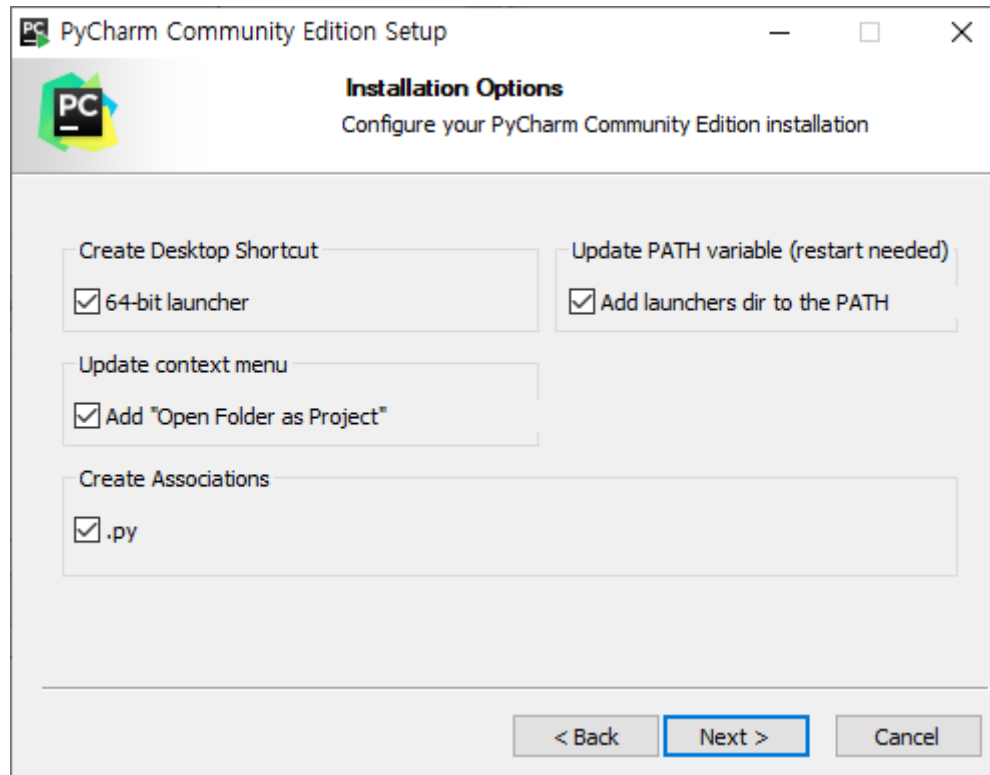 PyCharm Community Edition Setup
PC
Installation Options
Configure your PyCharm Community Edition installation
Create Desktop Shortcut
64-bit launcher
Update PATH variable (restart needed)
Add launchers dir to the PATH
Update context menu
Add "Open Folder as Project"
Create Associations
.py
< Back
Next >
Cancel